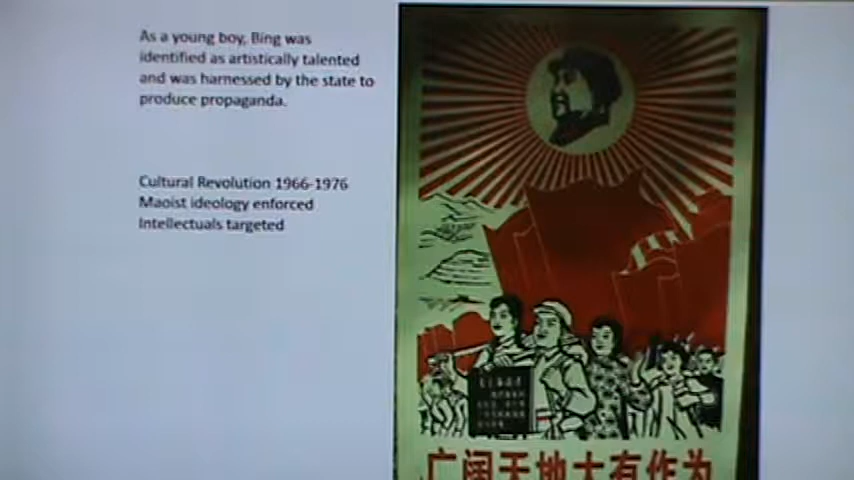 As a young boy, Bing was
identified as artistically talented
and was harnessed by the state to
produce propaganda.
Cultural Revolution 1966-1976
Maoist ideology enforced
Intellectuals targeted
广阔天地大有作为